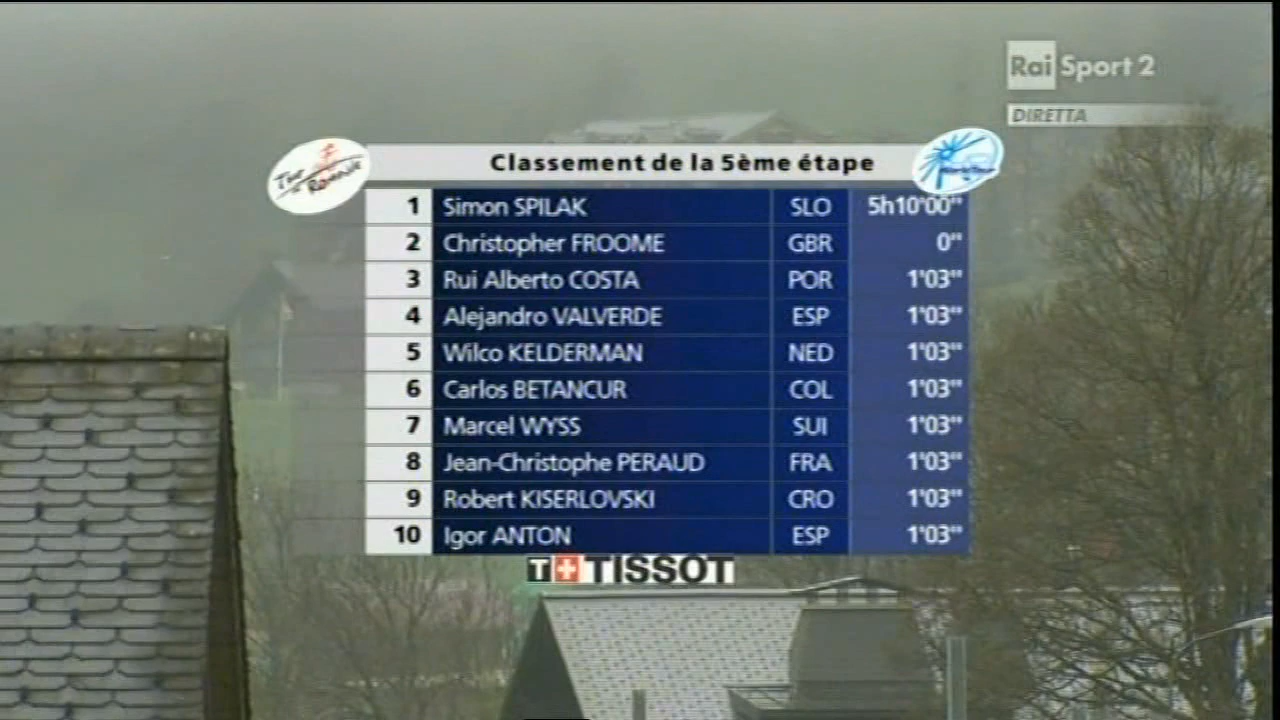 Rai Sport 2
DIRETTA
Tour de Romandie
Classement de la 5ème étape
1 Simon SPILAK SLO 5h10'00"
2 Christopher FROOME GBR 0"
3 Rui Alberto COSTA POR 1'03"
4 Alejandro VALVERDE ESP 1'03"
5 Wilco KELDERMAN NED 1'03"
6 Carlos BETANCUR COL 1'03"
7 Marcel WYSS SUI 1'03"
8 Jean-Christophe PERAUD FRA 1'03"
9 Robert KISERLOVSKI CRO 1'03"
10 Igor ANTON ESP 1'03"
T+ TISSOT